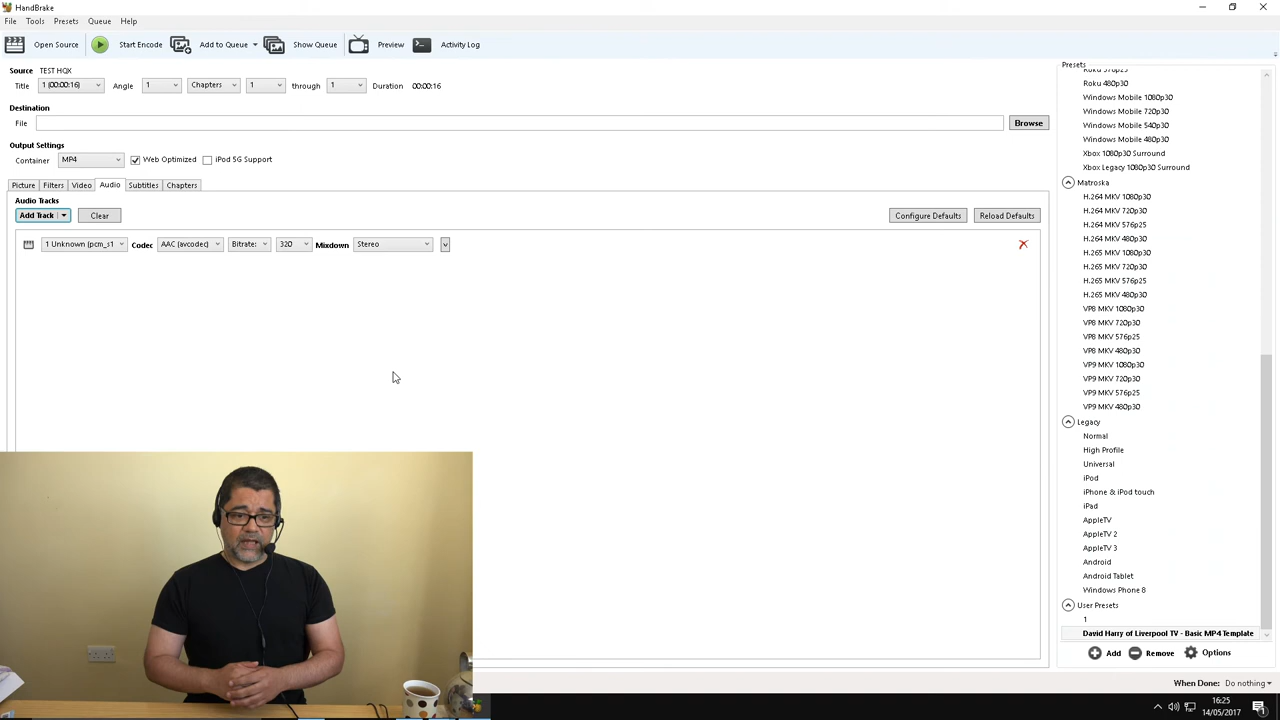 HandBrake
File Tools Presets Queue Help
Open Source Start Encode Add to Queue Show Queue Preview Activity Log
Source TEST HQX
Title 1 (00:00:16) Angle 1 Chapters 1 through 1 Duration 00:00:16
Destination
File Browse
Output Settings
Container MP4 Web Optimized iPod 5G Support
Picture Filters Video Audio Subtitles Chapters
Audio Tracks
Add Track Clear Configure Defaults Reload Defaults
1 Unknown (pcm_s1 Codec AAC (avcodec) Bitrate: 320 Mixdown Stereo
Presets
Roku 576p25
Roku 480p30
Windows Mobile 1080p30
Windows Mobile 720p30
Windows Mobile 540p30
Windows Mobile 480p30
Xbox 1080p30 Surround
Xbox Legacy 1080p30 Surround
Matroska
H.264 MKV 1080p30
H.264 MKV 720p30
H.264 MKV 576p25
H.264 MKV 480p30
H.265 MKV 1080p30
H.265 MKV 720p30
H.265 MKV 576p25
H.265 MKV 480p30
VP8 MKV 1080p30
VP8 MKV 720p30
VP8 MKV 576p25
VP8 MKV 480p30
VP9 MKV 1080p30
VP9 MKV 720p30
VP9 MKV 576p25
VP9 MKV 480p30
Legacy
Normal
High Profile
Universal
iPod
iPhone & iPod touch
iPad
AppleTV
AppleTV 2
AppleTV 3
Android
Android Tablet
Windows Phone 8
User Presets
1
David Harry of Liverpool TV - Basic MP4 Template
Add Remove Options
When Done: Do nothing
16:25
14/05/2017
1